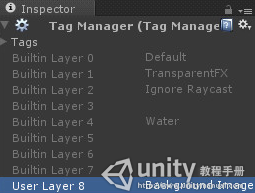 Inspector
Tag Manager (Tag Manage
Tags
Builtin Layer 0 Default
Builtin Layer 1 TransparentFX
Builtin Layer 2 Ignore Raycast
Builtin Layer 3
Builtin Layer 4 Water
Builtin Layer 5
Builtin Layer 6
Builtin Layer 7
unity 教程手册
User Layer 8 Background Image